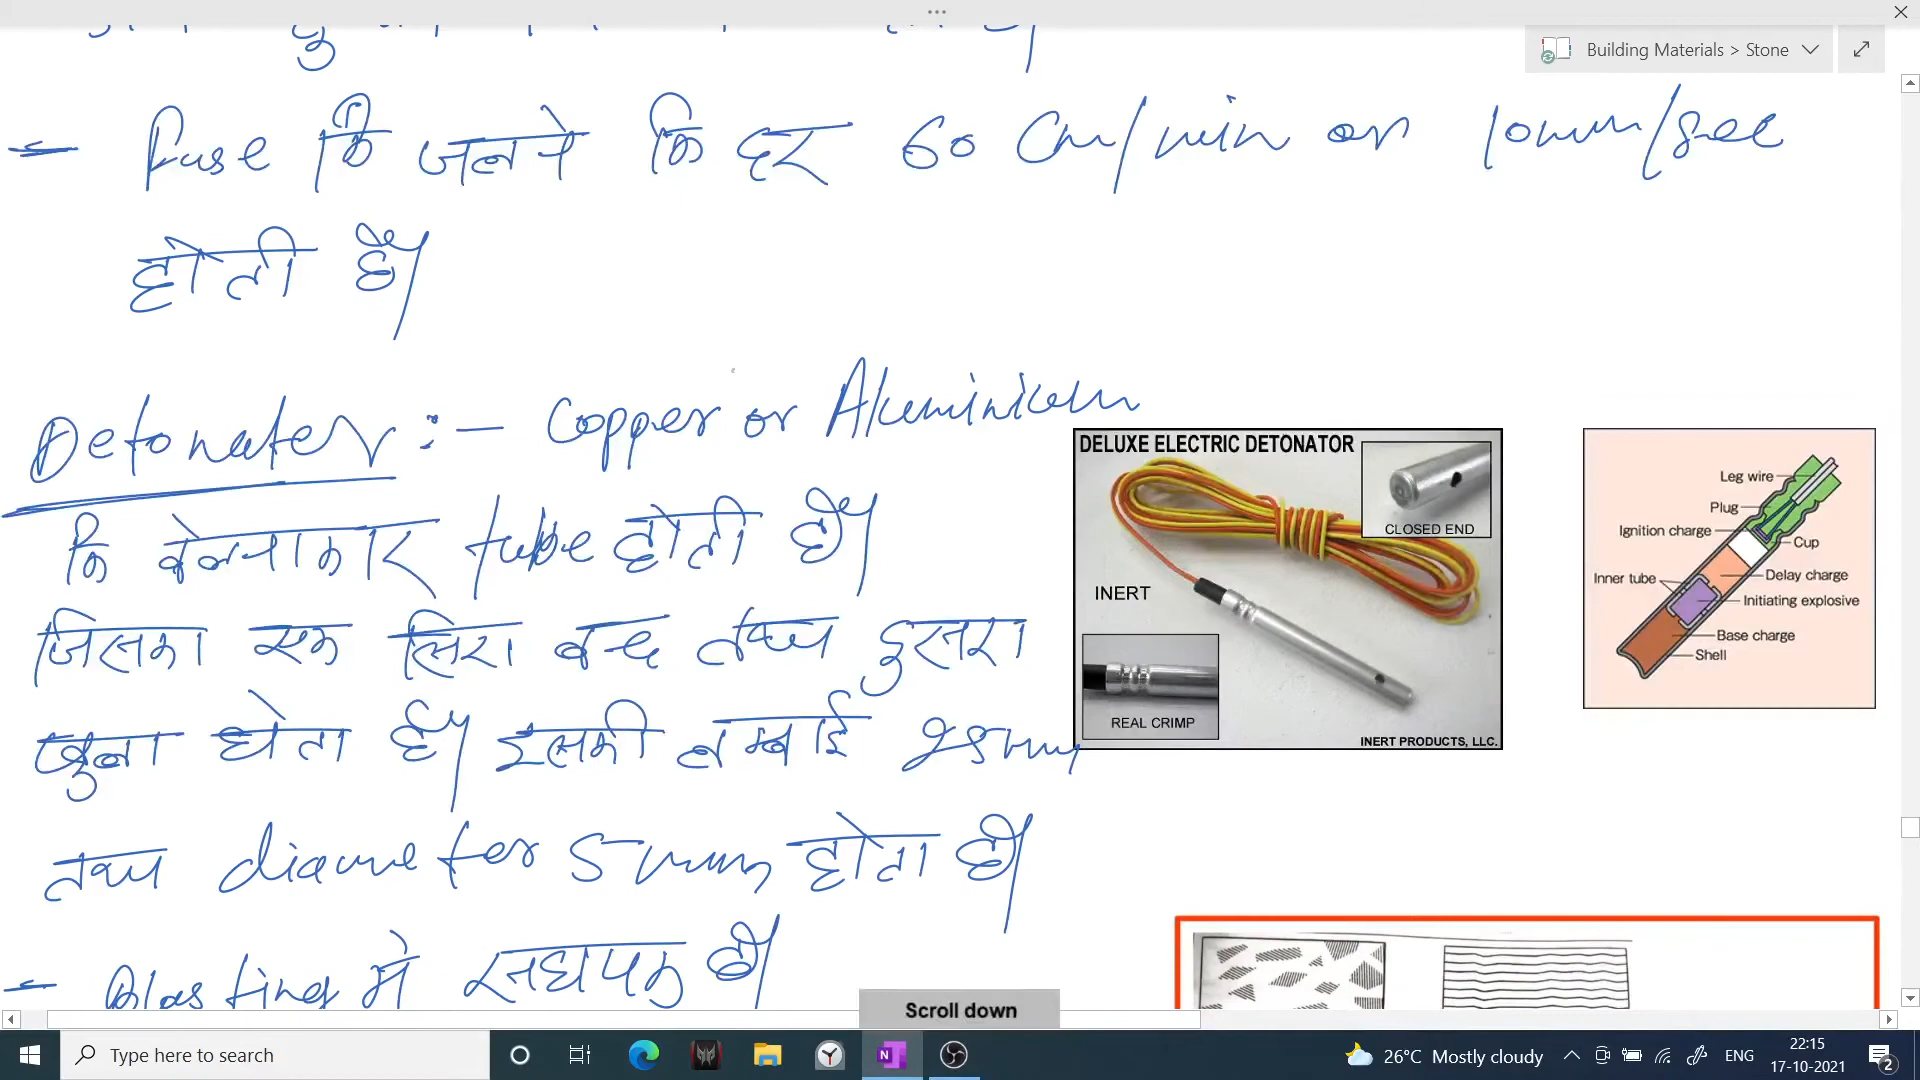 Building Materials > Stone
- Fuse कि जलने कि दर 60 Cm/min or 10mm/sec
होती है।
Detonater :- Copper or Aluminium
कि बेलनाकार tube होती है।
जिसका एक सिरा बन्द तथा दुसरा
खुला होता है। इसकी लम्बाई 25mm
तथा diameter 5mm होता है।
- Blasting मे सहायक है।
DELUXE ELECTRIC DETONATOR
CLOSED END
INERT
REAL CRIMP
INERT PRODUCTS, LLC.
Leg wire
Plug
Ignition charge
Cup
Inner tube
Delay charge
Initiating explosive
Base charge
Shell
Scroll down
Type here to search
26°C Mostly cloudy
ENG
22:15
17-10-2021
2